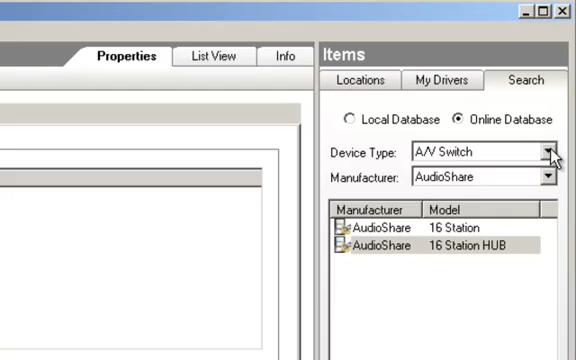 Properties
List View
Info
Items
Locations
My Drivers
Search
Local Database
Online Database
Device Type:
A/V Switch
Manufacturer:
AudioShare
Manufacturer
Model
AudioShare
16 Station
AudioShare
16 Station HUB